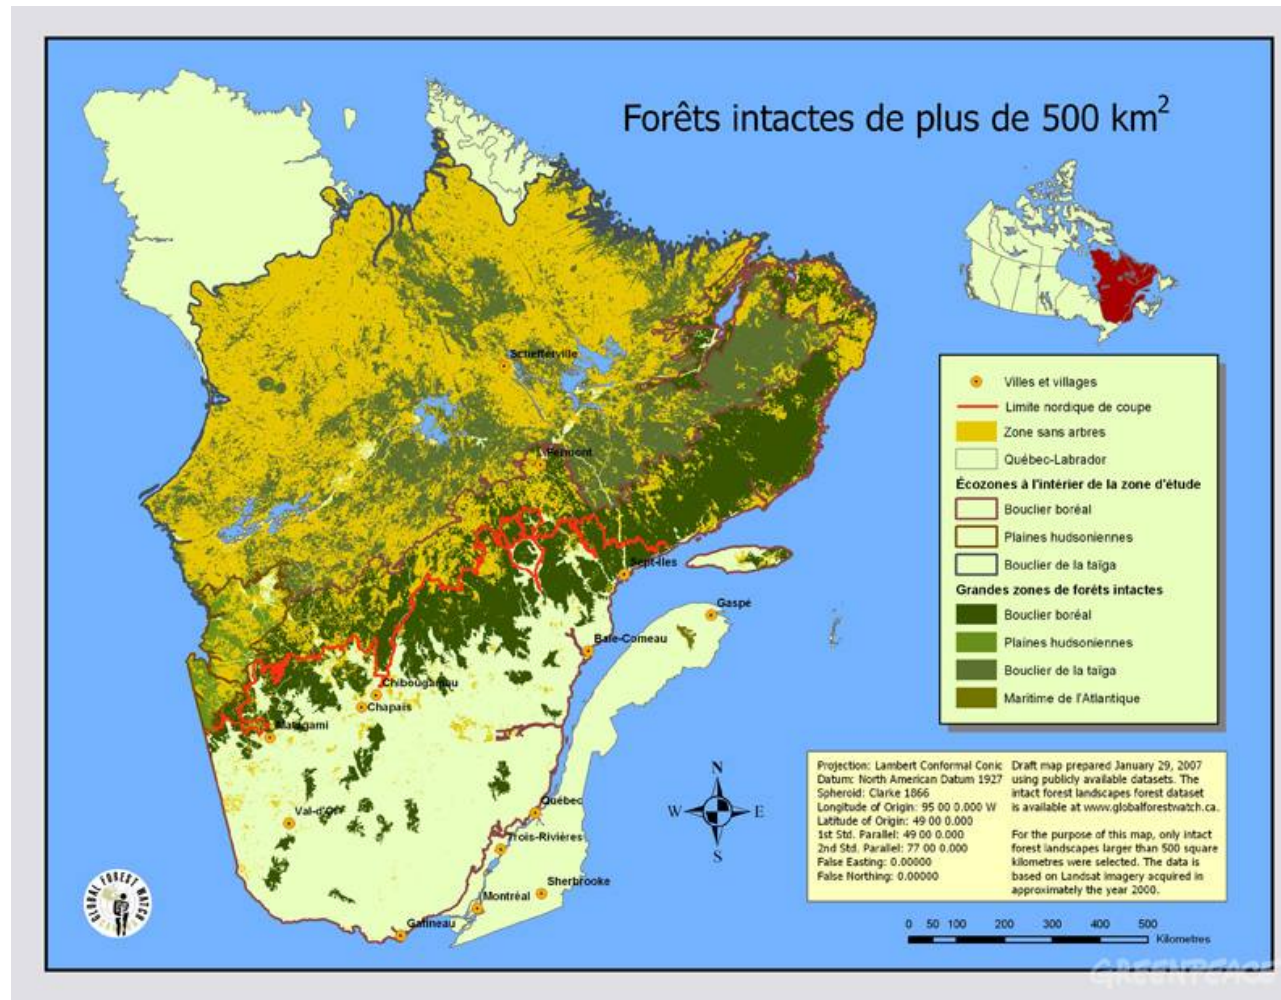 Forêts intactes de plus de 500 km²
Schefferville
Fermont
Sept-Iles
Gaspé
Baie-Comeau
Chibougamau
Chapais
Matagami
Val-d'Or
Québec
Trois-Rivières
Sherbrooke
Montréal
Gatineau
Villes et villages
Limite nordique de coupe
Zone sans arbres
Québec-Labrador
Écozones à l'intérier de la zone d'étude
Bouclier boréal
Plaines hudsoniennes
Bouclier de la taïga
Grandes zones de forêts intactes
Bouclier boréal
Plaines hudsoniennes
Bouclier de la taïga
Maritime de l'Atlantique
N
W
E
S
Projection: Lambert Conformal Conic
Datum: North American Datum 1927
Spheroid: Clarke 1866
Longitude of Origin: 95 00 0.000 W
Latitude of Origin: 49 00 0.000
1st Std. Parallel: 49 00 0.000
2nd Std. Parallel: 77 00 0.000
False Easting: 0.00000
False Northing: 0.00000
Draft map prepared January 29, 2007
using publicly available datasets. The
intact forest landscapes forest dataset
is available at www.globalforestwatch.ca.
For the purpose of this map, only intact
forest landscapes larger than 500 square
kilometres were selected. The data is
based on Landsat imagery acquired in
approximately the year 2000.
0 50 100 200 300 400 500
Kilometres
GLOBAL FOREST WATCH
GREENPEACE